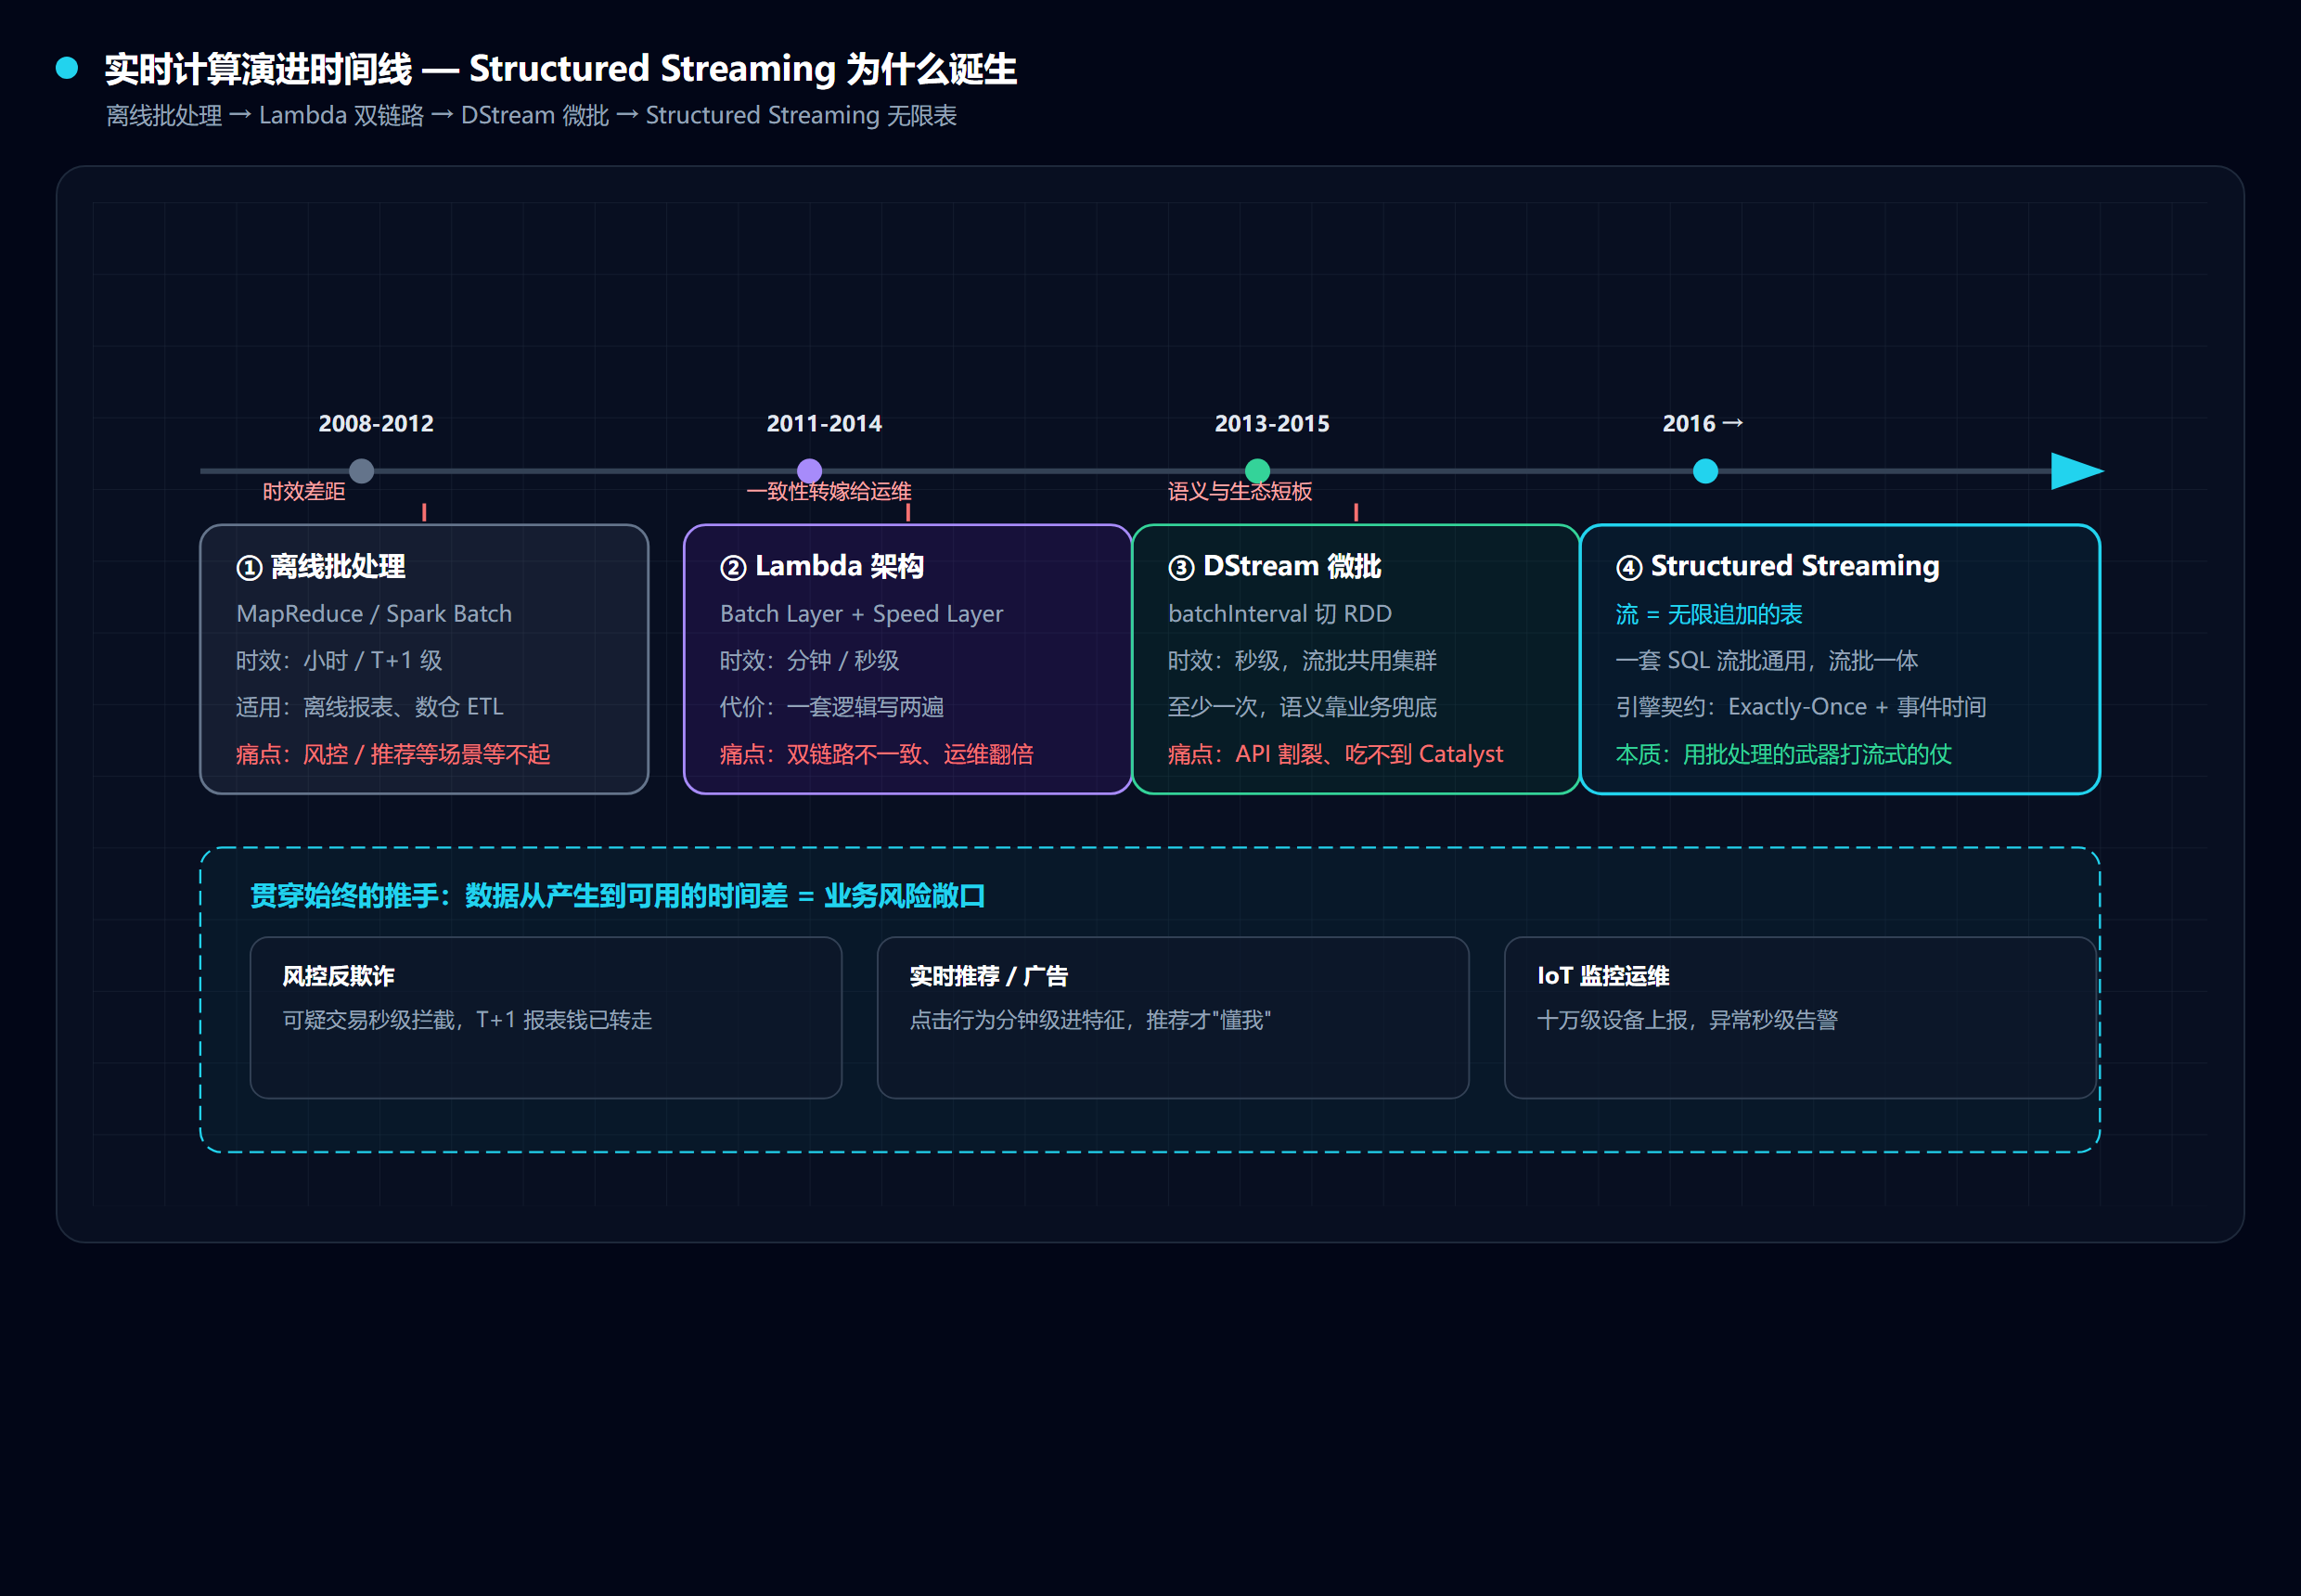 实时计算演进时间线 — Structured Streaming 为什么诞生
离线批处理 → Lambda 双链路 → DStream 微批 → Structured Streaming 无限表
2008-2012
2011-2014
2013-2015
2016 →
时效差距
一致性转嫁给运维
语义与生态短板
① 离线批处理
MapReduce / Spark Batch
时效：小时 / T+1 级
适用：离线报表、数仓 ETL
痛点：风控 / 推荐等场景等不起
② Lambda 架构
Batch Layer + Speed Layer
时效：分钟 / 秒级
代价：一套逻辑写两遍
痛点：双链路不一致、运维翻倍
③ DStream 微批
batchInterval 切 RDD
时效：秒级，流批共用集群
至少一次，语义靠业务兜底
痛点：API 割裂、吃不到 Catalyst
④ Structured Streaming
流 = 无限追加的表
一套 SQL 流批通用，流批一体
引擎契约：Exactly-Once + 事件时间
本质：用批处理的武器打流式的仗
贯穿始终的推手：数据从产生到可用的时间差 = 业务风险敞口
风控反欺诈
可疑交易秒级拦截，T+1 报表钱已转走
实时推荐 / 广告
点击行为分钟级进特征，推荐才"懂我"
IoT 监控运维
十万级设备上报，异常秒级告警